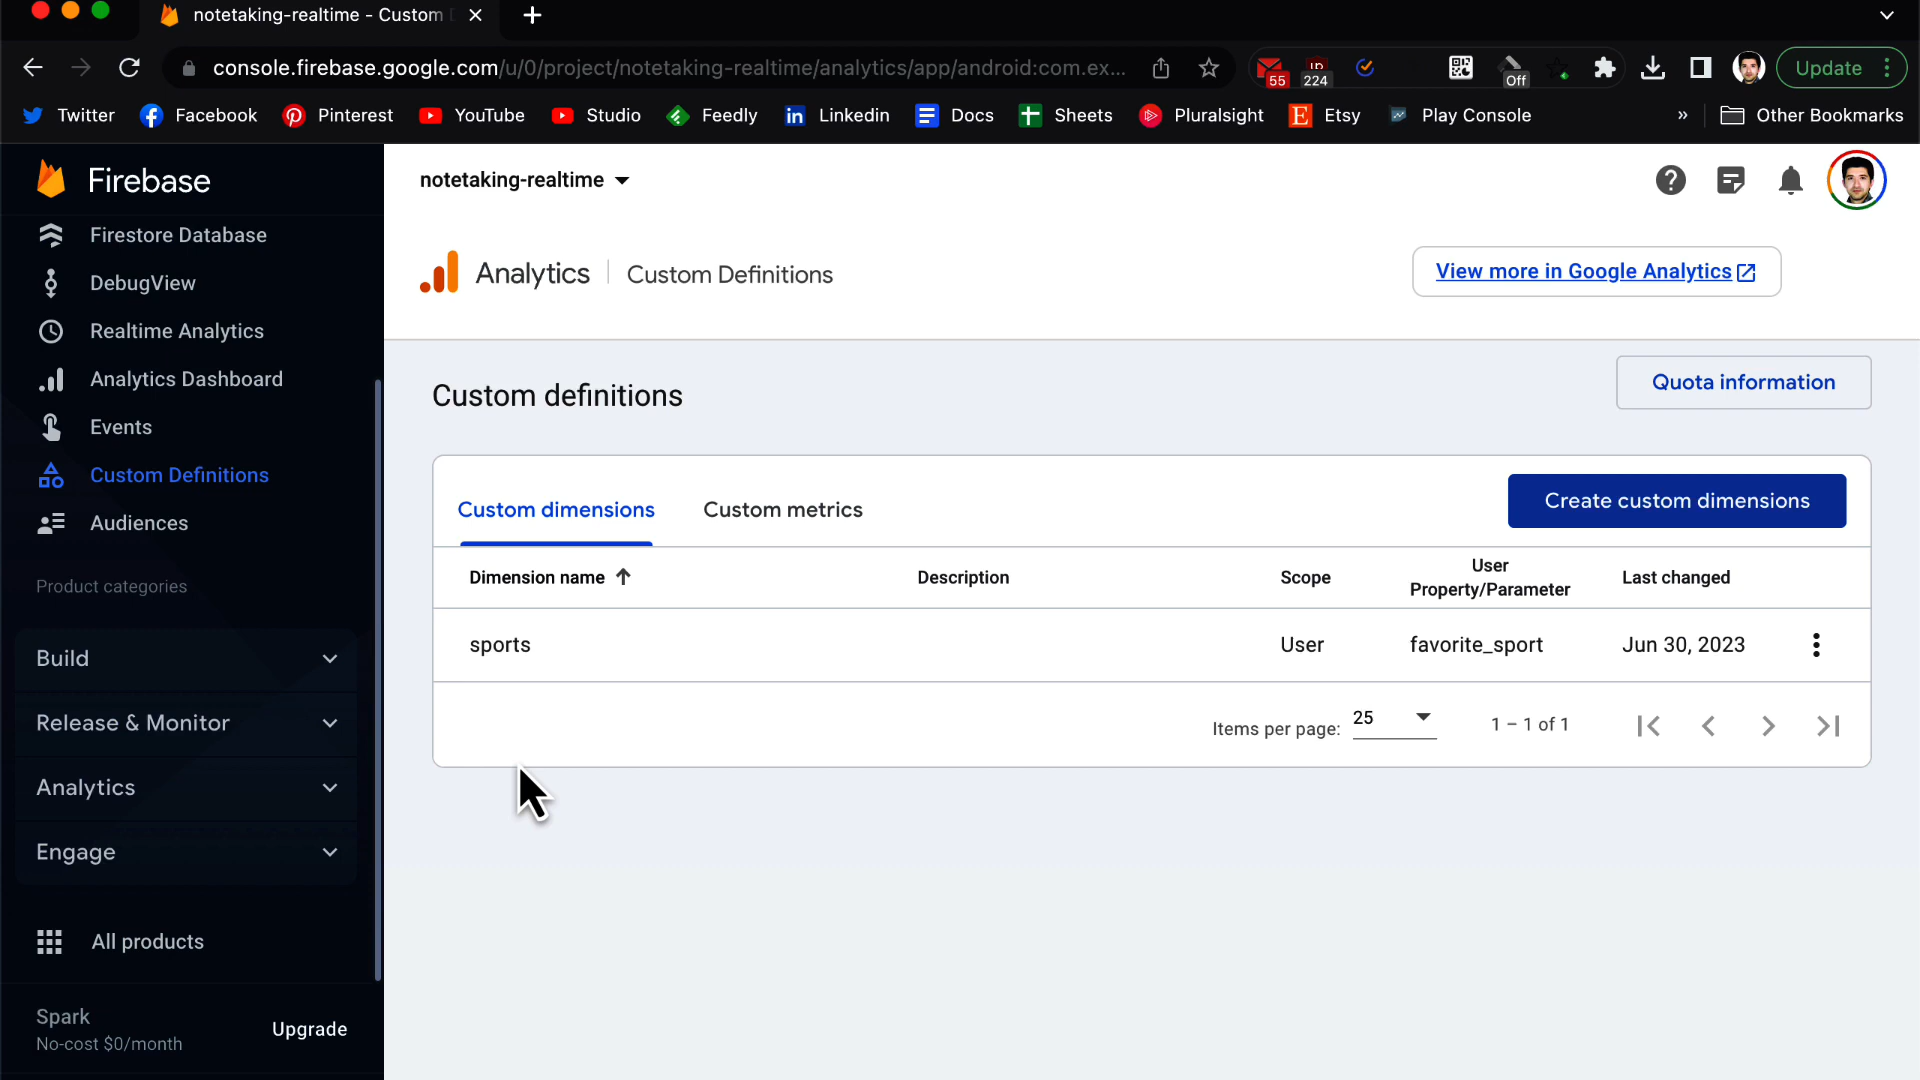 notetaking-realtime - Custom
console.firebase.google.com/u/0/project/notetaking-realtime/analytics/app/android:com.ex...
55
224
Off
Update
Twitter
Facebook
Pinterest
YouTube
Studio
Feedly
Linkedin
Docs
Sheets
Pluralsight
Etsy
Play Console
»
Other Bookmarks
Firebase
Firestore Database
DebugView
Realtime Analytics
Analytics Dashboard
Events
Custom Definitions
Audiences
Product categories
Build
Release & Monitor
Analytics
Engage
All products
Spark
No-cost $0/month
Upgrade
notetaking-realtime
Analytics
Custom Definitions
View more in Google Analytics
Custom definitions
Quota information
Custom dimensions
Custom metrics
Create custom dimensions
Dimension name
Description
Scope
User
Property/Parameter
Last changed
sports
User
favorite_sport
Jun 30, 2023
Items per page:
25
1 – 1 of 1